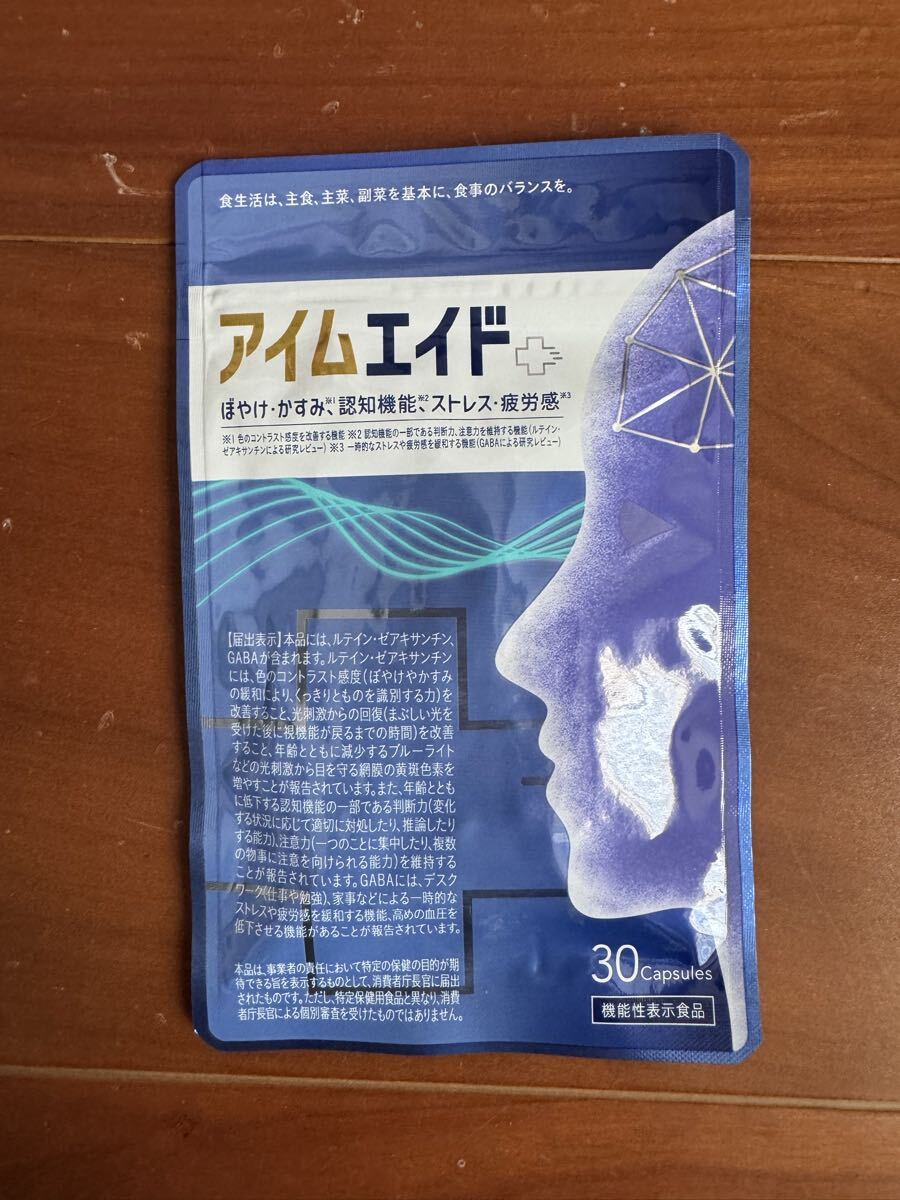 食生活は、主食、主菜、副菜を基本に、食事のバランスを。
アイムエイド
ぼやけ・かすみ※1、認知機能※2、ストレス・疲労感※3
※1 色のコントラスト感度を改善する機能 ※2 認知機能の一部である判断力、注意力を維持する機能(ルテイン・
ゼアキサンチンによる研究レビュー) ※3 一時的なストレスや疲労感を緩和する機能(GABAによる研究レビュー)
【届出表示】本品には、ルテイン・ゼアキサンチン、
GABAが含まれます。ルテイン・ゼアキサンチン
には、色のコントラスト感度(ぼやけやかすみ
の緩和により、くっきりとものを識別する力)を
改善すること、光刺激からの回復(まぶしい光を
受けた後に視機能が戻るまでの時間)を改善
すること、年齢とともに減少するブルーライト
などの光刺激から目を守る網膜の黄斑色素を
増やすことが報告されています。また、年齢ととも
に低下する認知機能の一部である判断力(変化
する状況に応じて適切に対処したり、推論したり
する能力)、注意力(一つのことに集中したり、複数
の物事に注意を向けられる能力)を維持する
ことが報告されています。GABAには、デスク
ワーク(仕事や勉強)、家事などによる一時的な
ストレスや疲労感を緩和する機能、高めの血圧を
低下させる機能があることが報告されています。
本品は、事業者の責任において特定の保健の目的が期
待できる旨を表示するものとして、消費者庁長官に届出
されたものです。ただし、特定保健用食品と異なり、消費
者庁長官による個別審査を受けたものではありません。
30 Capsules
機能性表示食品